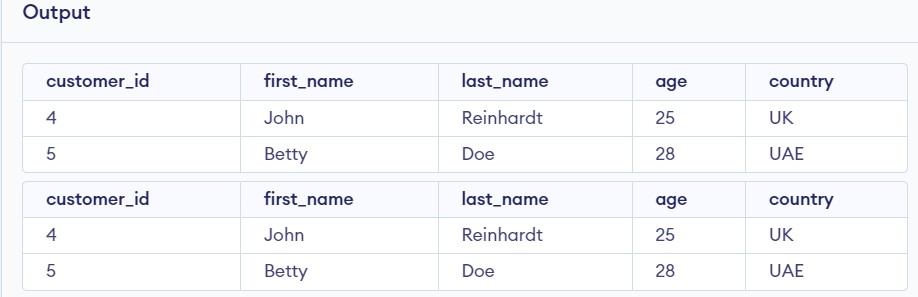 Output
customer_id first_name last_name age country
4 John Reinhardt 25 UK
5 Betty Doe 28 UAE
customer_id first_name last_name age country
4 John Reinhardt 25 UK
5 Betty Doe 28 UAE